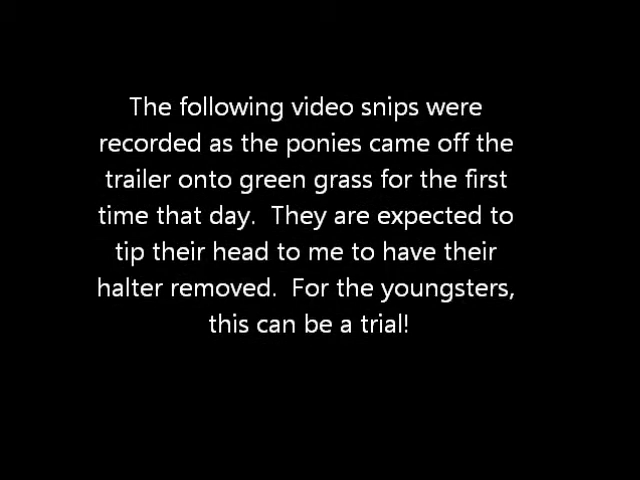 The following video snips were
recorded as the ponies came off the
trailer onto green grass for the first
time that day.  They are expected to
tip their head to me to have their
halter removed.  For the youngsters,
this can be a trial!